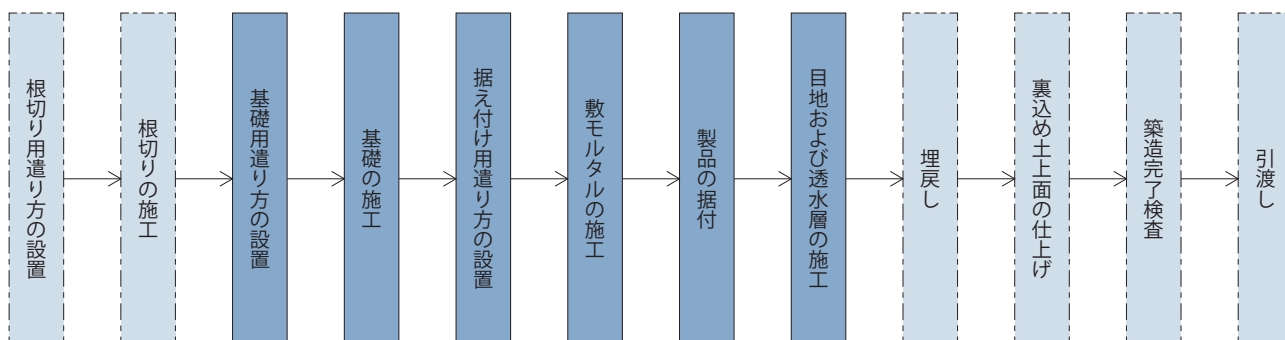 根切り用遣り方の設置
根切りの施工
基礎用遣り方の設置
基礎の施工
据え付け用遣り方の設置
敷モルタルの施工
製品の据付
目地および透水層の施工
埋戻し
裏込め土上面の仕上げ
築造完了検査
引渡し